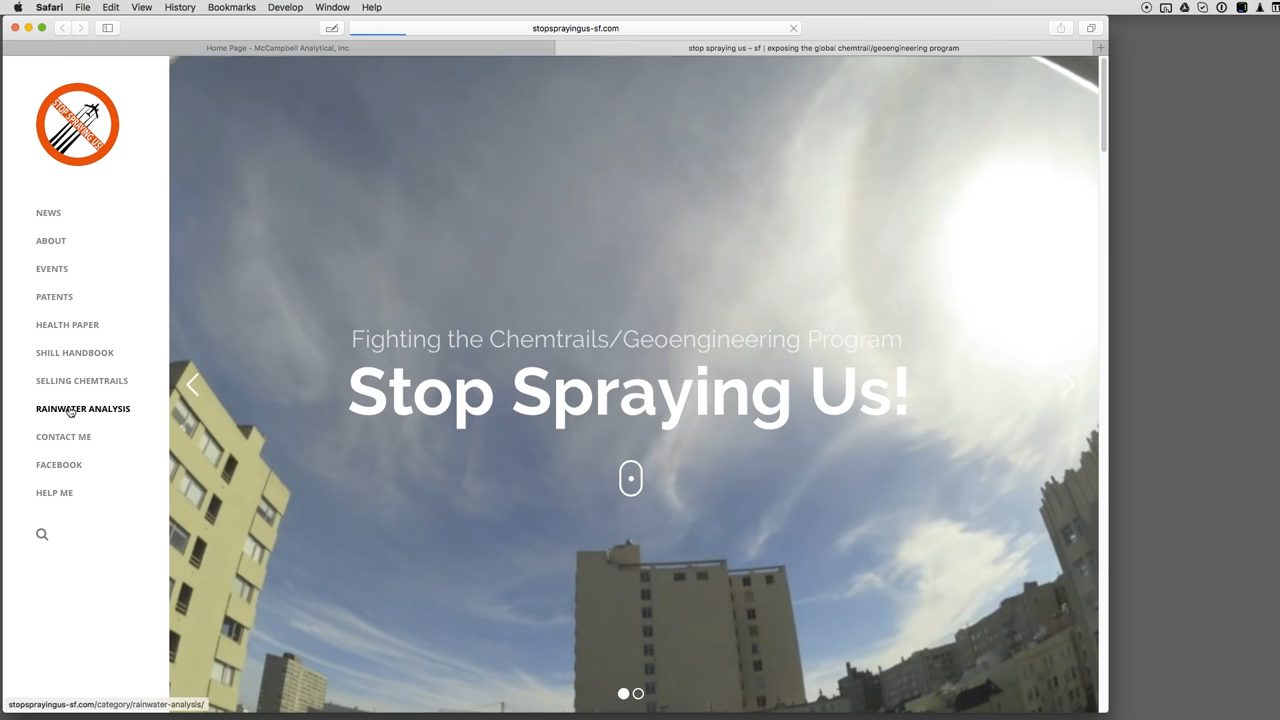 Safari File Edit View History Bookmarks Develop Window Help
stopsprayingus-sf.com
Home Page - McCampbell Analytical, Inc.
stop spraying us – sf | exposing the global chemtrail/geoengineering program
STOP SPRAYING US!
NEWS
ABOUT
EVENTS
PATENTS
HEALTH PAPER
SHILL HANDBOOK
SELLING CHEMTRAILS
RAINWATER ANALYSIS
CONTACT ME
FACEBOOK
HELP ME
Fighting the Chemtrails/Geoengineering Program
Stop Spraying Us!
stopsprayingus-sf.com/category/rainwater-analysis/